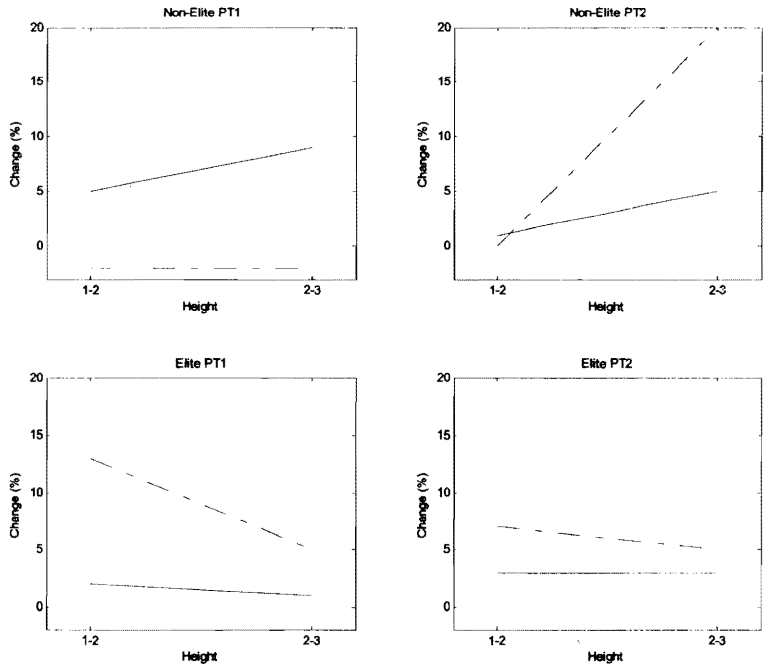 Non-Elite PT1
20
15
10
5
0
Change (%)
1-2
2-3
Height
Non-Elite PT2
20
15
10
5
0
Change (%)
1-2
2-3
Height
Elite PT1
20
15
10
5
0
Change (%)
1-2
2-3
Height
Elite PT2
20
15
10
5
0
Change (%)
1-2
2-3
Height